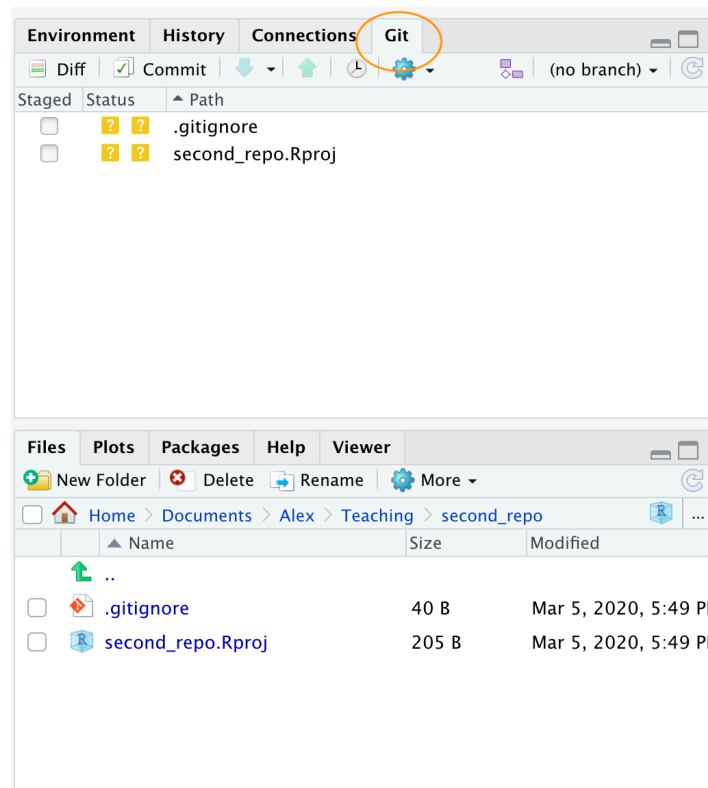 Environment History Connections Git
Diff Commit (no branch)
Staged Status Path
? ? .gitignore
? ? second_repo.Rproj
Files Plots Packages Help Viewer
New Folder Delete Rename More
Home > Documents > Alex > Teaching > second_repo R ...
Name Size Modified
..
.gitignore 40 B Mar 5, 2020, 5:49 P
R second_repo.Rproj 205 B Mar 5, 2020, 5:49 P